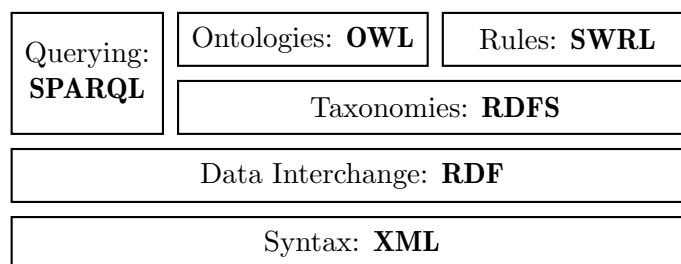 Querying:
SPARQL
Ontologies: OWL
Rules: SWRL
Taxonomies: RDFS
Data Interchange: RDF
Syntax: XML